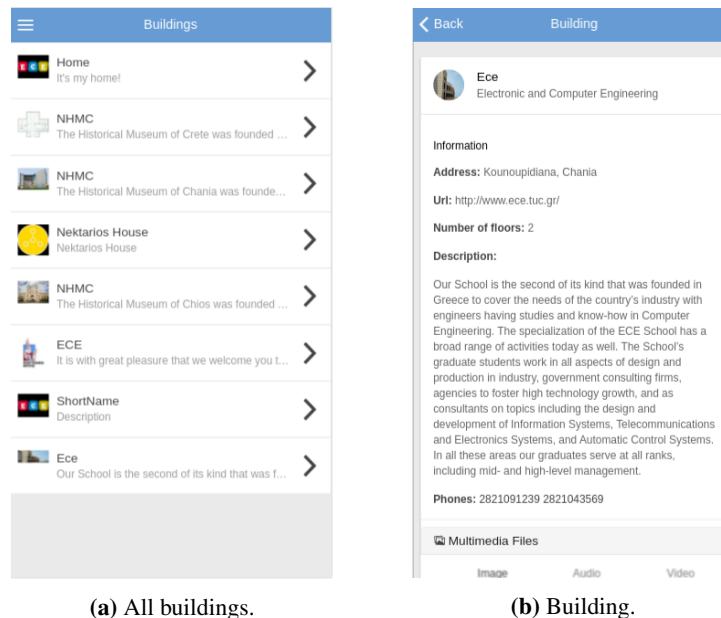 Buildings
Home
It's my home!
NHMC
The Historical Museum of Crete was founded ...
NHMC
The Historical Museum of Chania was founde...
Nektarios House
Nektarios House
NHMC
The Historical Museum of Chios was founded ...
ECE
It is with great pleasure that we welcome you t...
ShortName
Description
Ece
Our School is the second of its kind that was f...
(a) All buildings.
Back
Building
Ece
Electronic and Computer Engineering
Information
Address: Kounoupidiana, Chania
Url: http://www.ece.tuc.gr/
Number of floors: 2
Description:
Our School is the second of its kind that was founded in
Greece to cover the needs of the country's industry with
engineers having studies and know-how in Computer
Engineering. The specialization of the ECE School has a
broad range of activities today as well. The School's
graduate students work in all aspects of design and
production in industry, government consulting firms,
agencies to foster high technology growth, and as
consultants on topics including the design and
development of Information Systems, Telecommunications
and Electronics Systems, and Automatic Control Systems.
In all these areas our graduates serve at all ranks,
including mid- and high-level management.
Phones: 2821091239 2821043569
Multimedia Files
Image Audio Video
(b) Building.